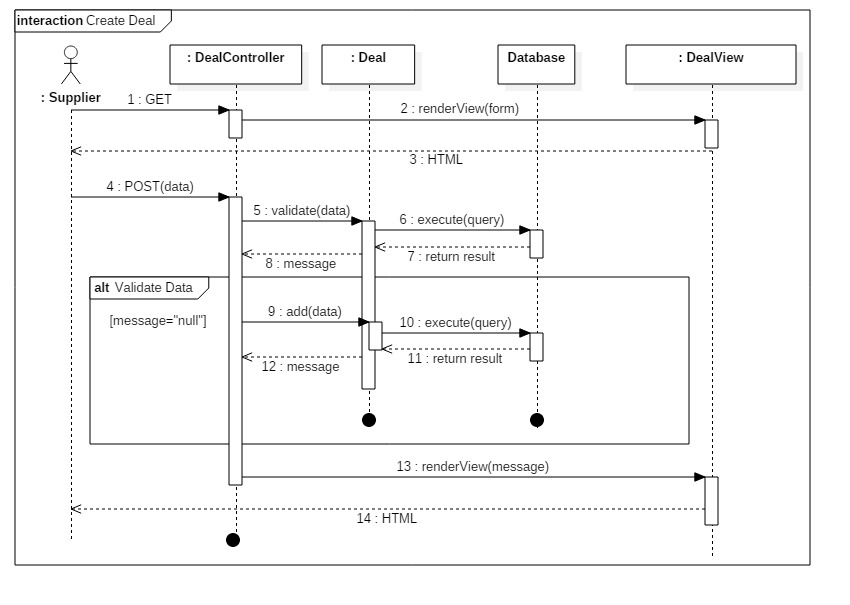 interaction Create Deal
: DealController
: Deal
Database
: DealView
: Supplier
1 : GET
2 : renderView(form)
3 : HTML
4 : POST(data)
5 : validate(data)
6 : execute(query)
7 : return result
8 : message
alt Validate Data
[message="null"]
9 : add(data)
10 : execute(query)
11 : return result
12 : message
13 : renderView(message)
14 : HTML